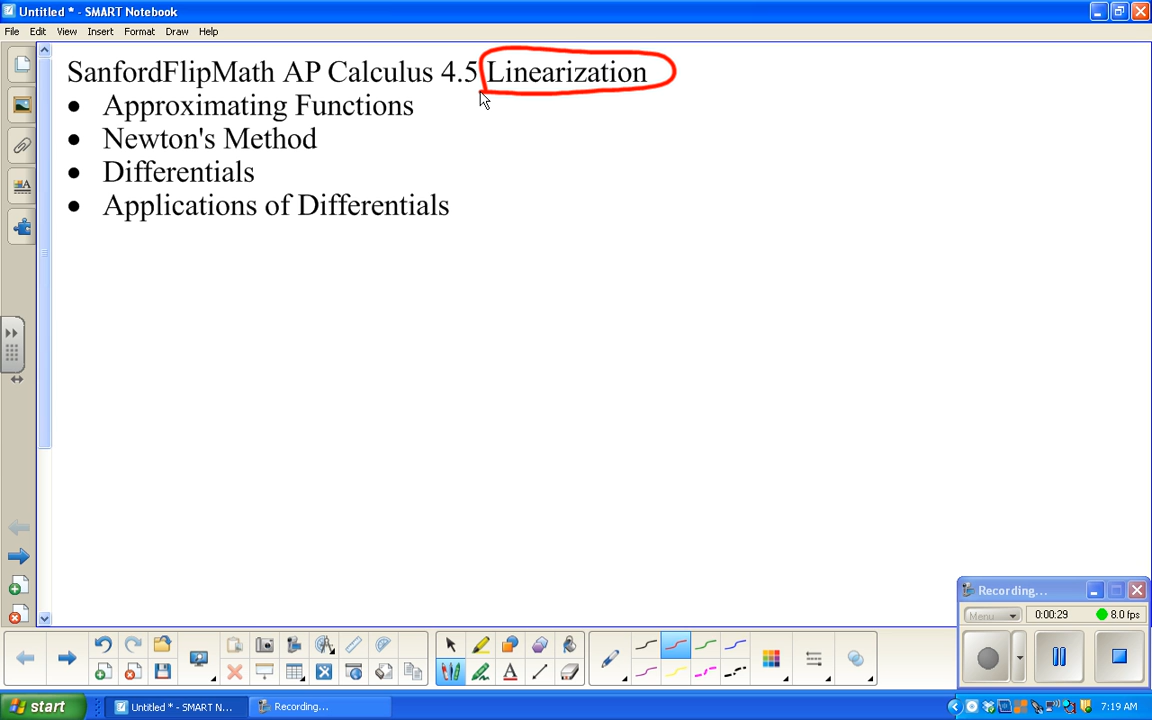 Untitled * - SMART Notebook
File Edit View Insert Format Draw Help
SanfordFlipMath AP Calculus 4.5 Linearization
• Approximating Functions
• Newton's Method
• Differentials
• Applications of Differentials
Recording...
Menu 0:00:29 8.0 fps
start Untitled * - SMART N... Recording... 7:19 AM